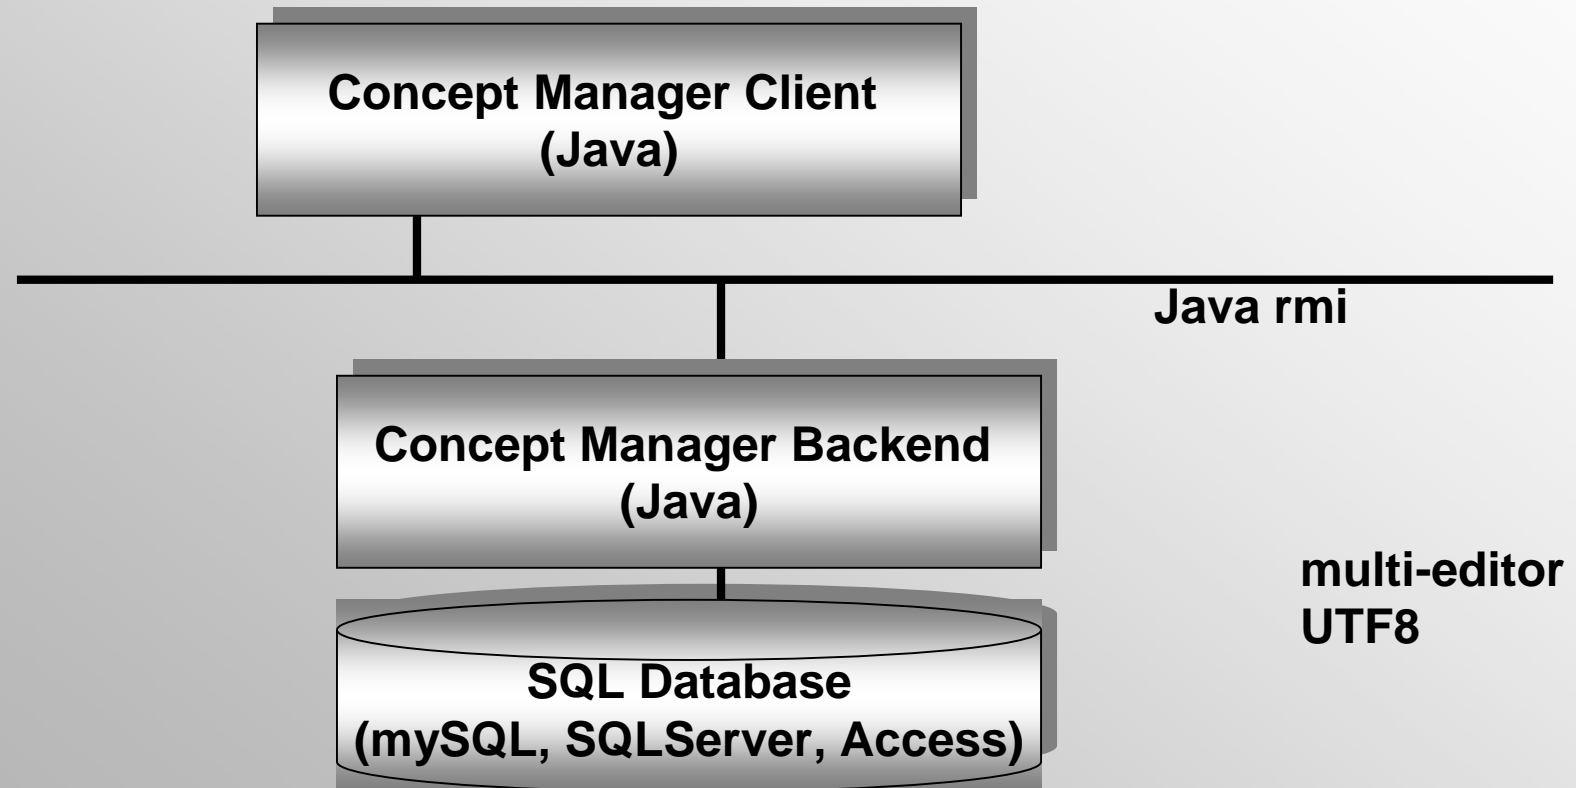 Concept Manager Client
(Java)
Java rmi
Concept Manager Backend
(Java)
multi-editor
UTF8
SQL Database
(mySQL, SQLServer, Access)